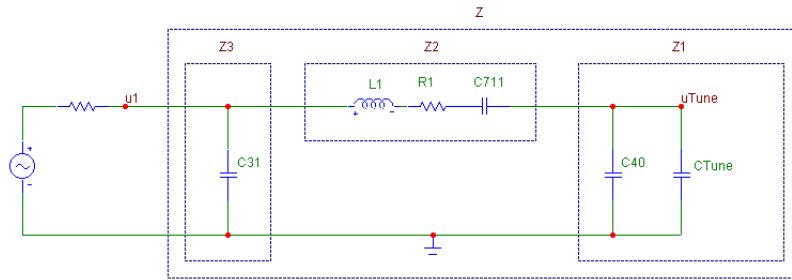 Z
Z3
Z2
Z1
L1
R1
C711
u1
uTune
+
-
+
-
C31
C40
CTune